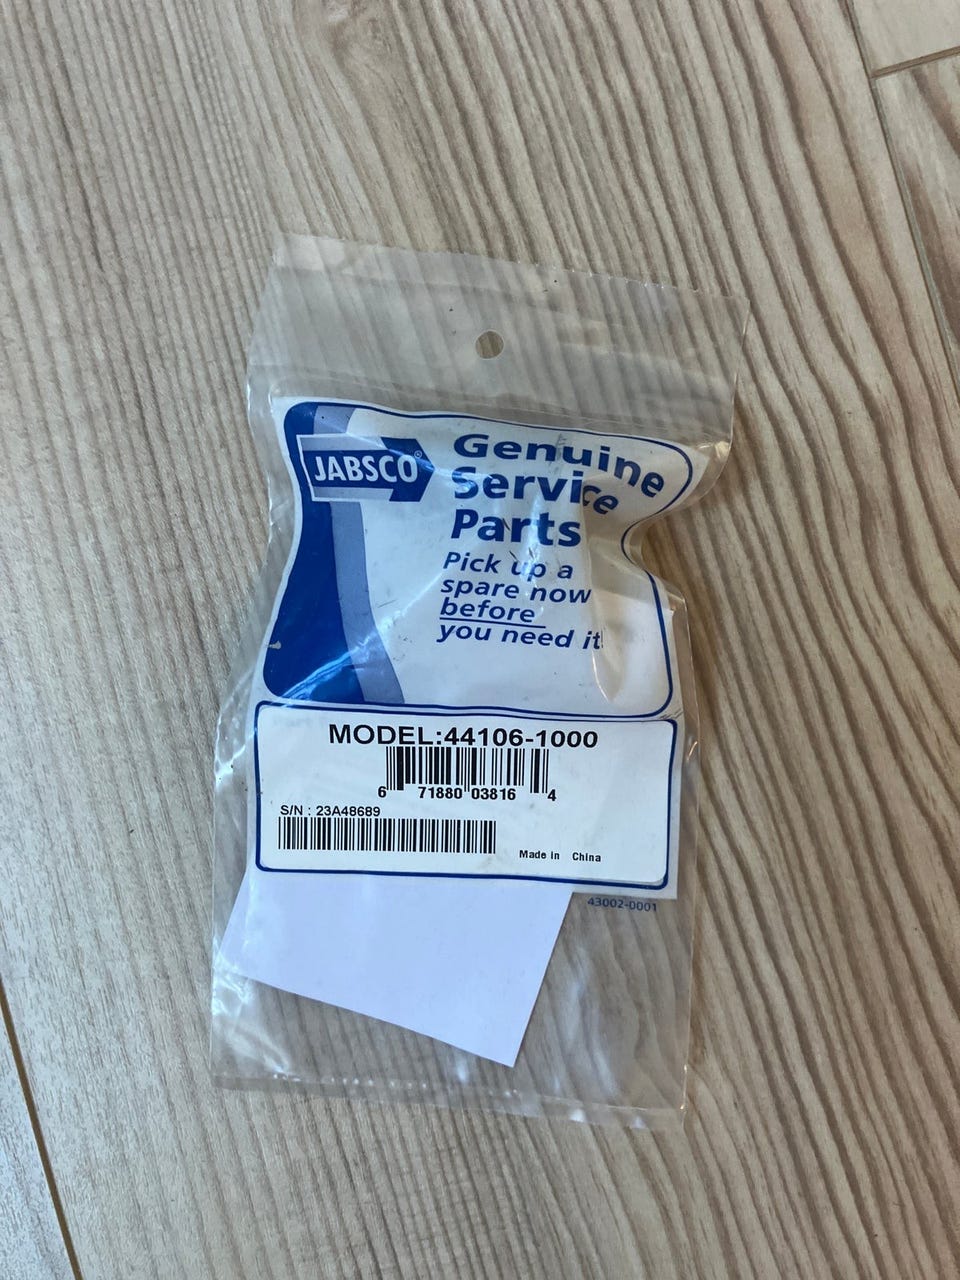 JABSCO®
Genuine
Service
Parts
Pick up a
spare now
before
you need it!
MODEL:44106-1000
6 71880 03816 4
S/N : 23A48689
Made in China
43002-0001